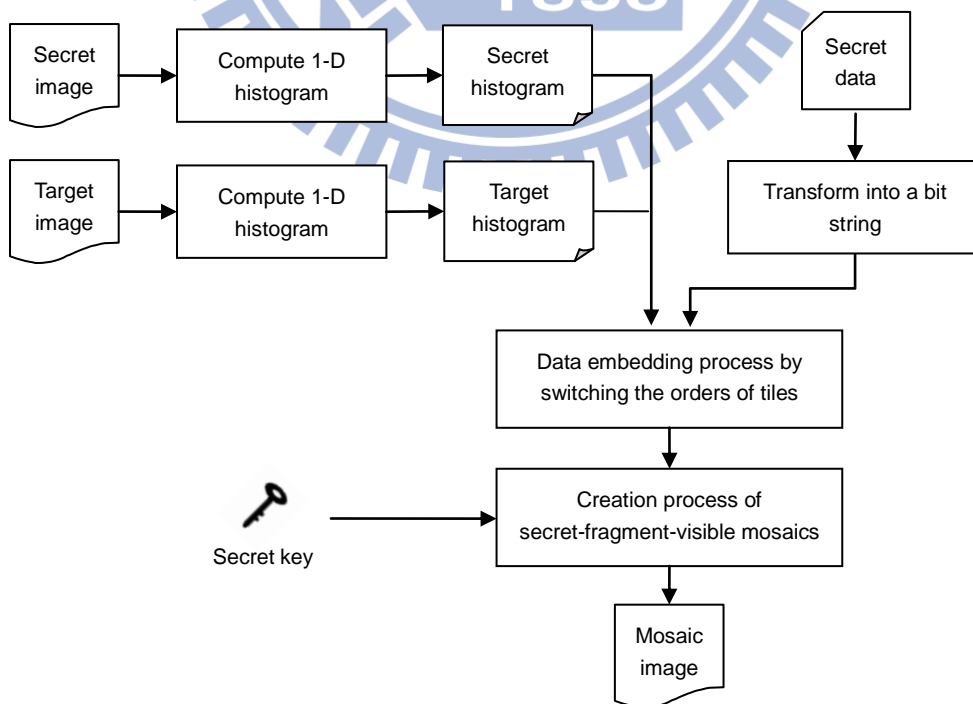 1896
Secret
image
Compute 1-D
histogram
Secret
histogram
Secret
data
Target
image
Compute 1-D
histogram
Target
histogram
Transform into a bit
string
Data embedding process by
switching the orders of tiles
Secret key
Creation process of
secret-fragment-visible mosaics
Mosaic
image